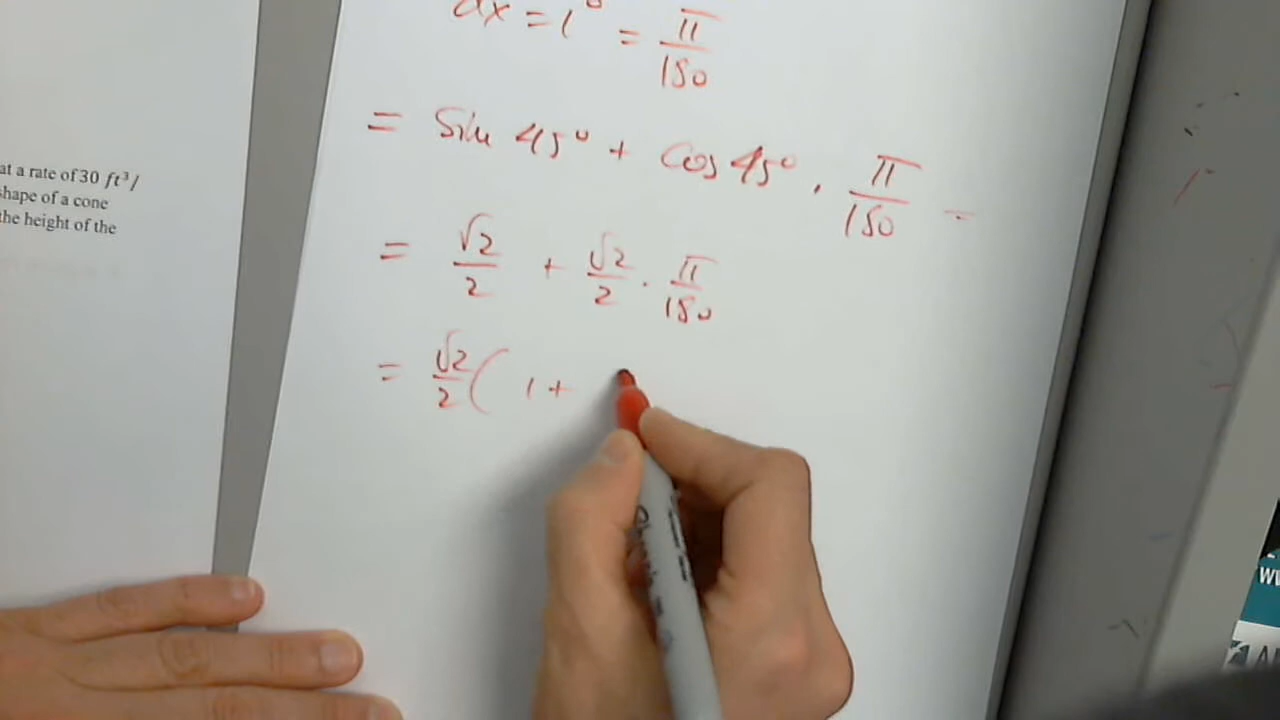 dx = 1° = π/180
at a rate of 30 ft³/
shape of a cone
the height of the
= Sin 45° + Cos 45° . π/180 =
= √2/2 + √2/2 . π/180
= √2/2 ( 1 +